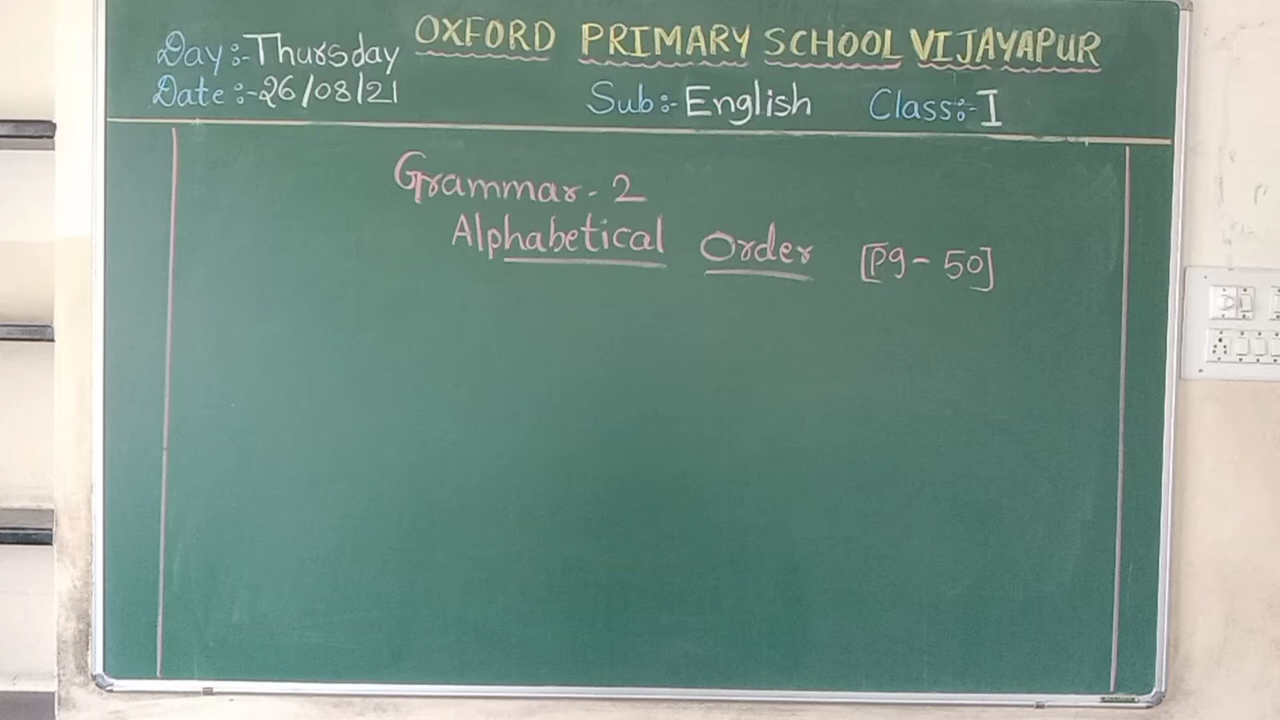 OXFORD PRIMARY SCHOOL VIJAYAPUR
Day:-Thursday
Date:-26/08/21 Sub:-English Class:-I
Grammar-2
Alphabetical Order [Pg-50]